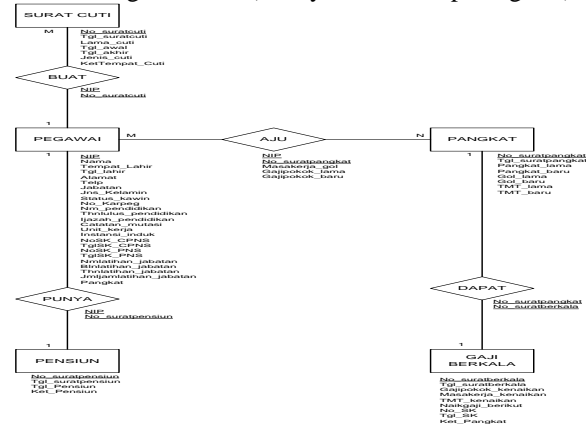 SURAT CUTI
No_suratcuti
Tgl_suratcuti
Lama_cuti
Tgl_awal
Tgl_akhir
Jenis_cuti
KetTempat_Cuti
M
BUAT
NIP
No_suratcuti
1
PEGAWAI
M
AJU
N
PANGKAT
1
NIP
Nama
Tempat_Lahir
Tgl_lahir
Alamat
Telp
Jabatan
Jns_Kelamin
Status_kawin
No_Karpeg
Nm_pendidikan
Thnlulus_pendidikan
Ijazah_pendidikan
Catatan_mutasi
Unit_kerja
Instansi_induk
NoSK_CPNS
TglSK_CPNS
NoSK_PNS
TglSK_PNS
Nmlatihan_jabatan
Blnlatihan_jabatan
Thnlatihan_jabatan
Jmljamlatihan_jabatan
Pangkat
NIP
No_suratpangkat
Masakerja_gol
Gajipokok_lama
Gajipokok_baru
1
No_suratpangkat
Tgl_suratpangkat
Pangkat_lama
Pangkat_baru
Gol_lama
Gol_baru
TMT_lama
TMT_baru
PUNYA
NIP
No_suratpensiun
DAPAT
No_suratpangkat
No_suratberkala
1
PENSIUN
No_suratpensiun
Tgl_suratpensiun
Tgl_Pensiun
Ket_Pensiun
1
GAJI
BERKALA
No_suratberkala
Tgl_suratberkala
Gajipokok_kenaikan
Masakerja_kenaikan
TMT_kenaikan
Naikgaji_berikut
No_SK
Tgl_SK
Ket_Pangkat